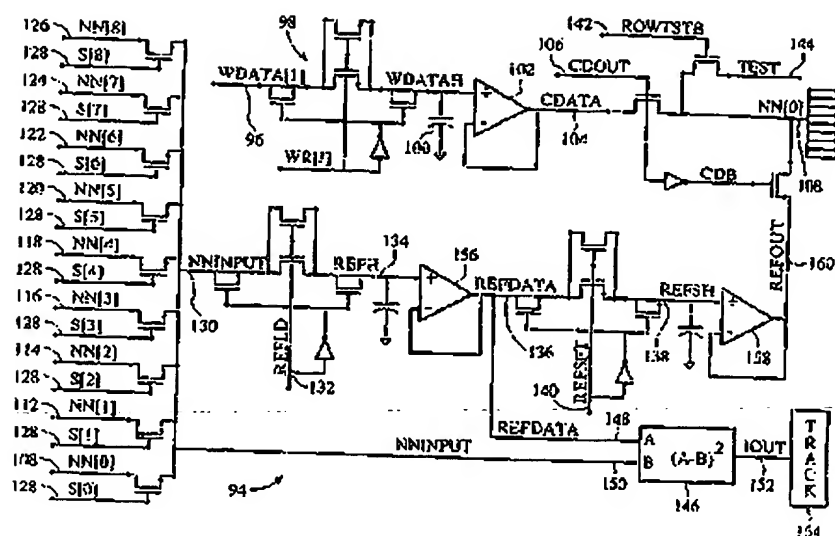 126 NN[8]
128 S[8]
124 NN[7]
128 S[7]
122 NN[6]
128 S[6]
120 NN[5]
128 S[5]
118 NN[4]
128 S[4]
116 NN[3]
128 S[3]
114 NN[2]
128 S[2]
112 NN[1]
128 S[1]
108 NN[0]
128 S[0]
98
WDATA[I]
96
WDATAH
100
WR[I]
102
CDATA
104
106
CDOUT
142
ROWTSTB
TEST
144
NN[0]
108
CDB
REFOUT
160
NNINPUT
130
REFLD
132
REFH
134
156
REFDATA
136
REFSFT
140
REFSH
138
158
REFDATA
148
NNINPUT
150
94
A
B
(A-B)²
146
IOUT
152
TRACK
154